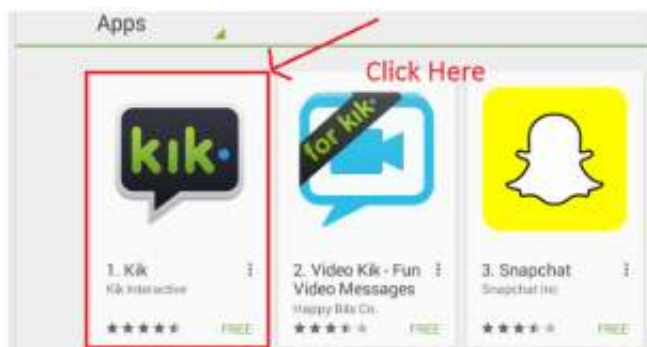 Apps
Click Here
kik
for kik
1. Kik
Kik Interactive
FREE
2. Video Kik - Fun
Video Messages
Happy Bits Co.
FREE
3. Snapchat
Snapchat Inc
FREE